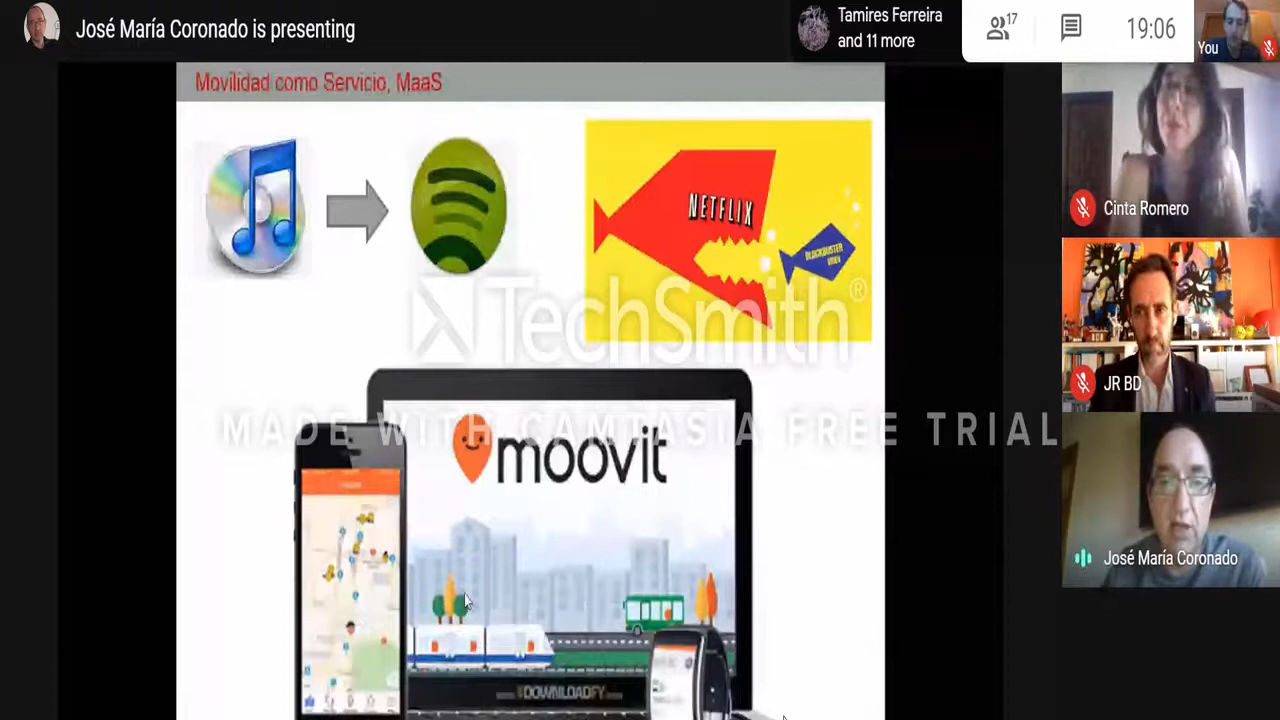 José María Coronado is presenting
Tamires Ferreira
and 11 more
17
19:06
You
Movilidad como Servicio, MaaS
NETFLIX
BLOCKBUSTER
VIDEO
TechSmith®
MADE WITH CAMTASIA FREE TRIAL
moovit
DOWNLOADFY
Cinta Romero
JR BD
José María Coronado